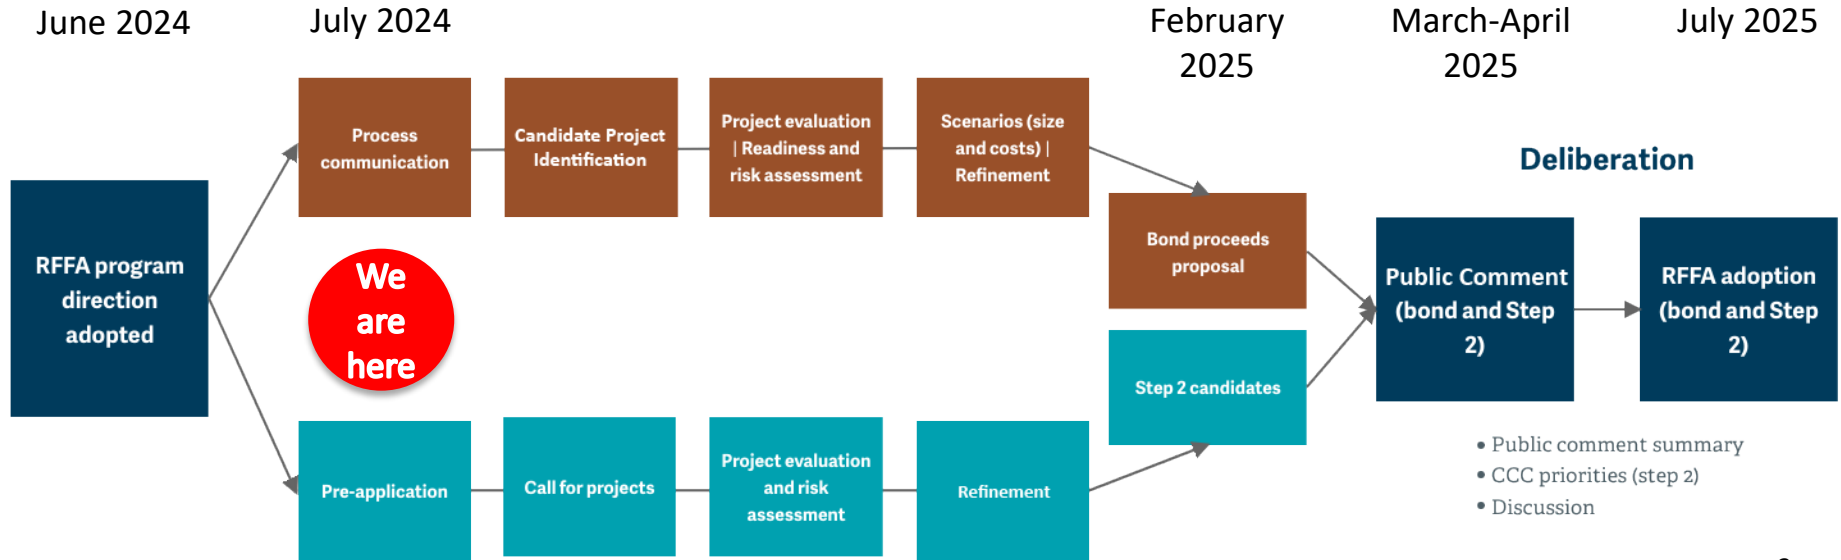 June 2024
July 2024
February
2025
March-April
2025
July 2025
Process
communication
Candidate Project
Identification
Project evaluation
| Readiness and
risk assessment
Scenarios (size
and costs) |
Refinement
Deliberation
RFFA program
direction
adopted
We
are
here
Bond proceeds
proposal
Public Comment
(bond and Step
2)
RFFA adoption
(bond and Step
2)
Step 2 candidates
Pre-application
Call for projects
Project evaluation
and risk
assessment
Refinement
• Public comment summary
• CCC priorities (step 2)
• Discussion